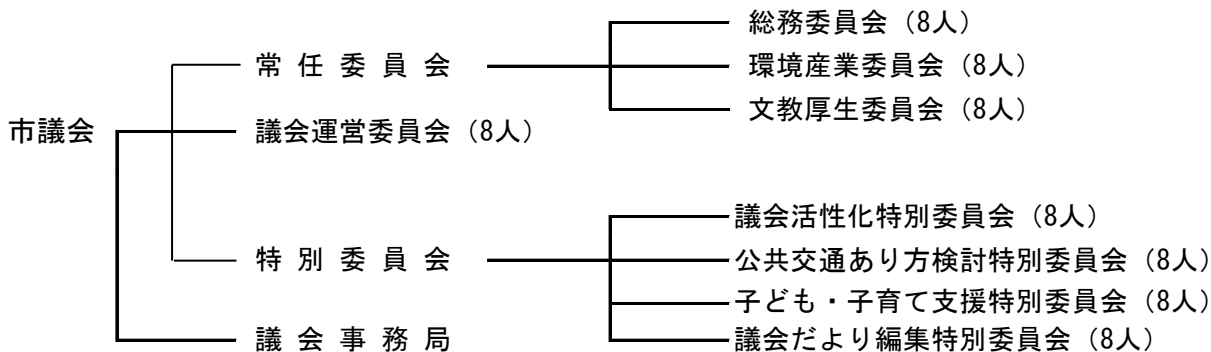 総務委員会（8人）
常任委員会
環境産業委員会（8人）
文教厚生委員会（8人）
市議会
議会運営委員会（8人）
議会活性化特別委員会（8人）
特別委員会
公共交通あり方検討特別委員会（8人）
子ども・子育て支援特別委員会（8人）
議会事務局
議会だより編集特別委員会（8人）